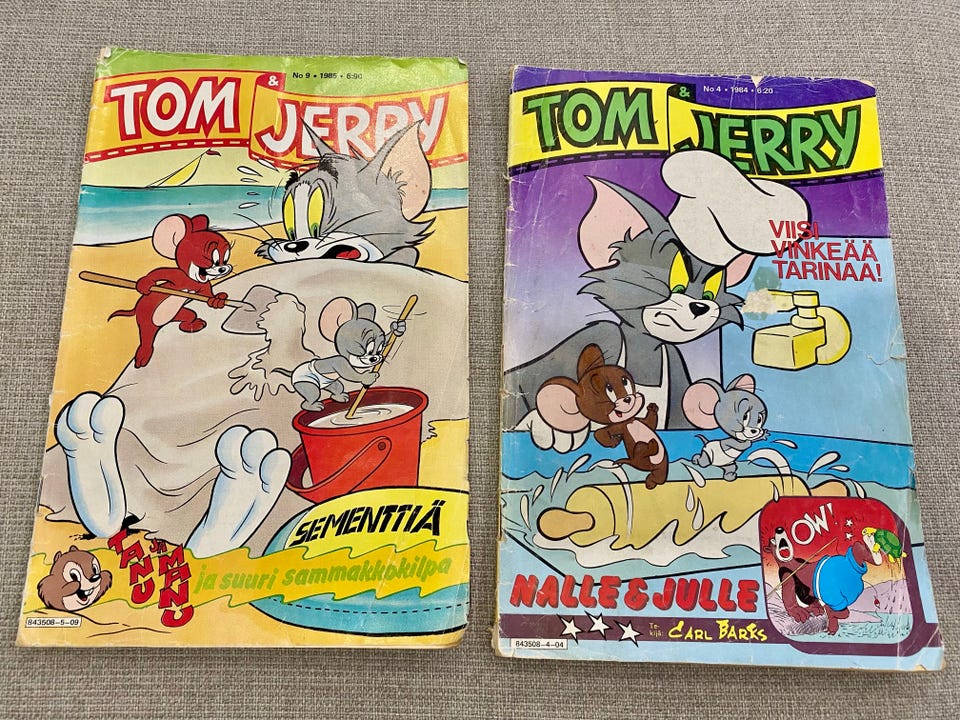 No 9 • 1985 • 6:90
TOM & JERRY
SEMENTTIÄ
TANU
JA
MANU
ja suuri sammakkokilpa
843508-5-09
No 4 • 1984 • 6:20
TOM & JERRY
VIISI
VINKEÄÄ
TARINAA!
OW!
NALLE & JULLE
Te-
kijä: CARL BARKS
843508-4-04